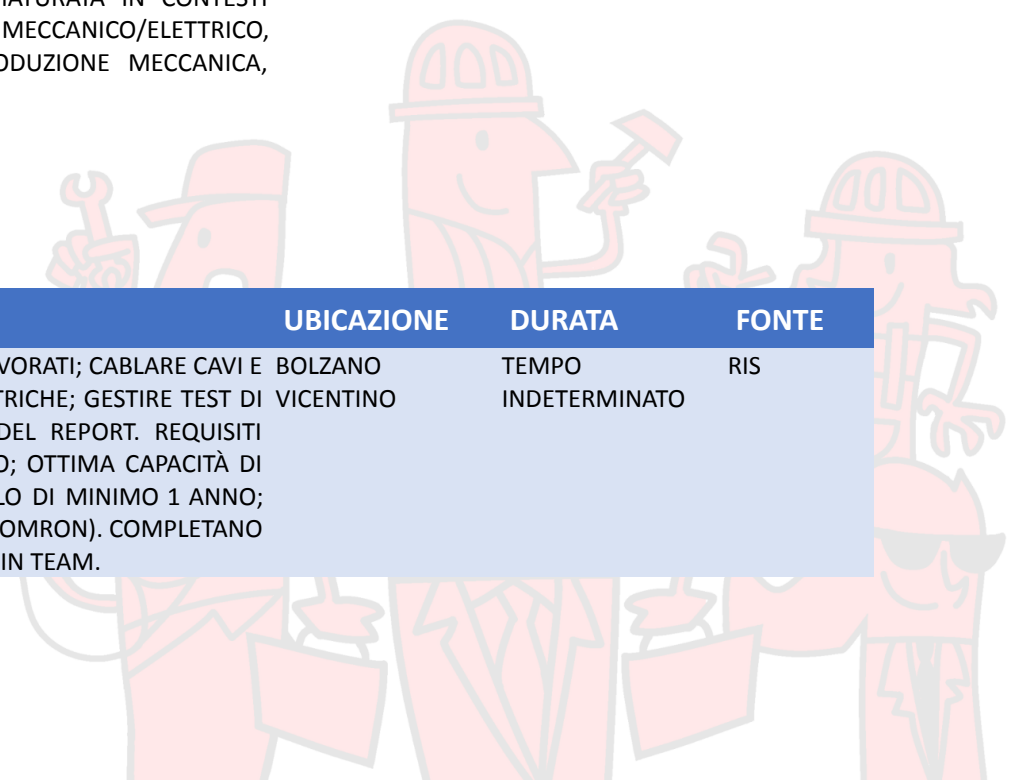 MATURATA IN CONTESTI
MECCANICO/ELETTRICO,
ODUZIONE MECCANICA,
UBICAZIONE DURATA FONTE
VORATI; CABLARE CAVI E BOLZANO TEMPO RIS
TRICHE; GESTIRE TEST DI VICENTINO INDETERMINATO
DEL REPORT. REQUISITI
O; OTTIMA CAPACITÀ DI
LO DI MINIMO 1 ANNO;
OMRON). COMPLETANO
IN TEAM.